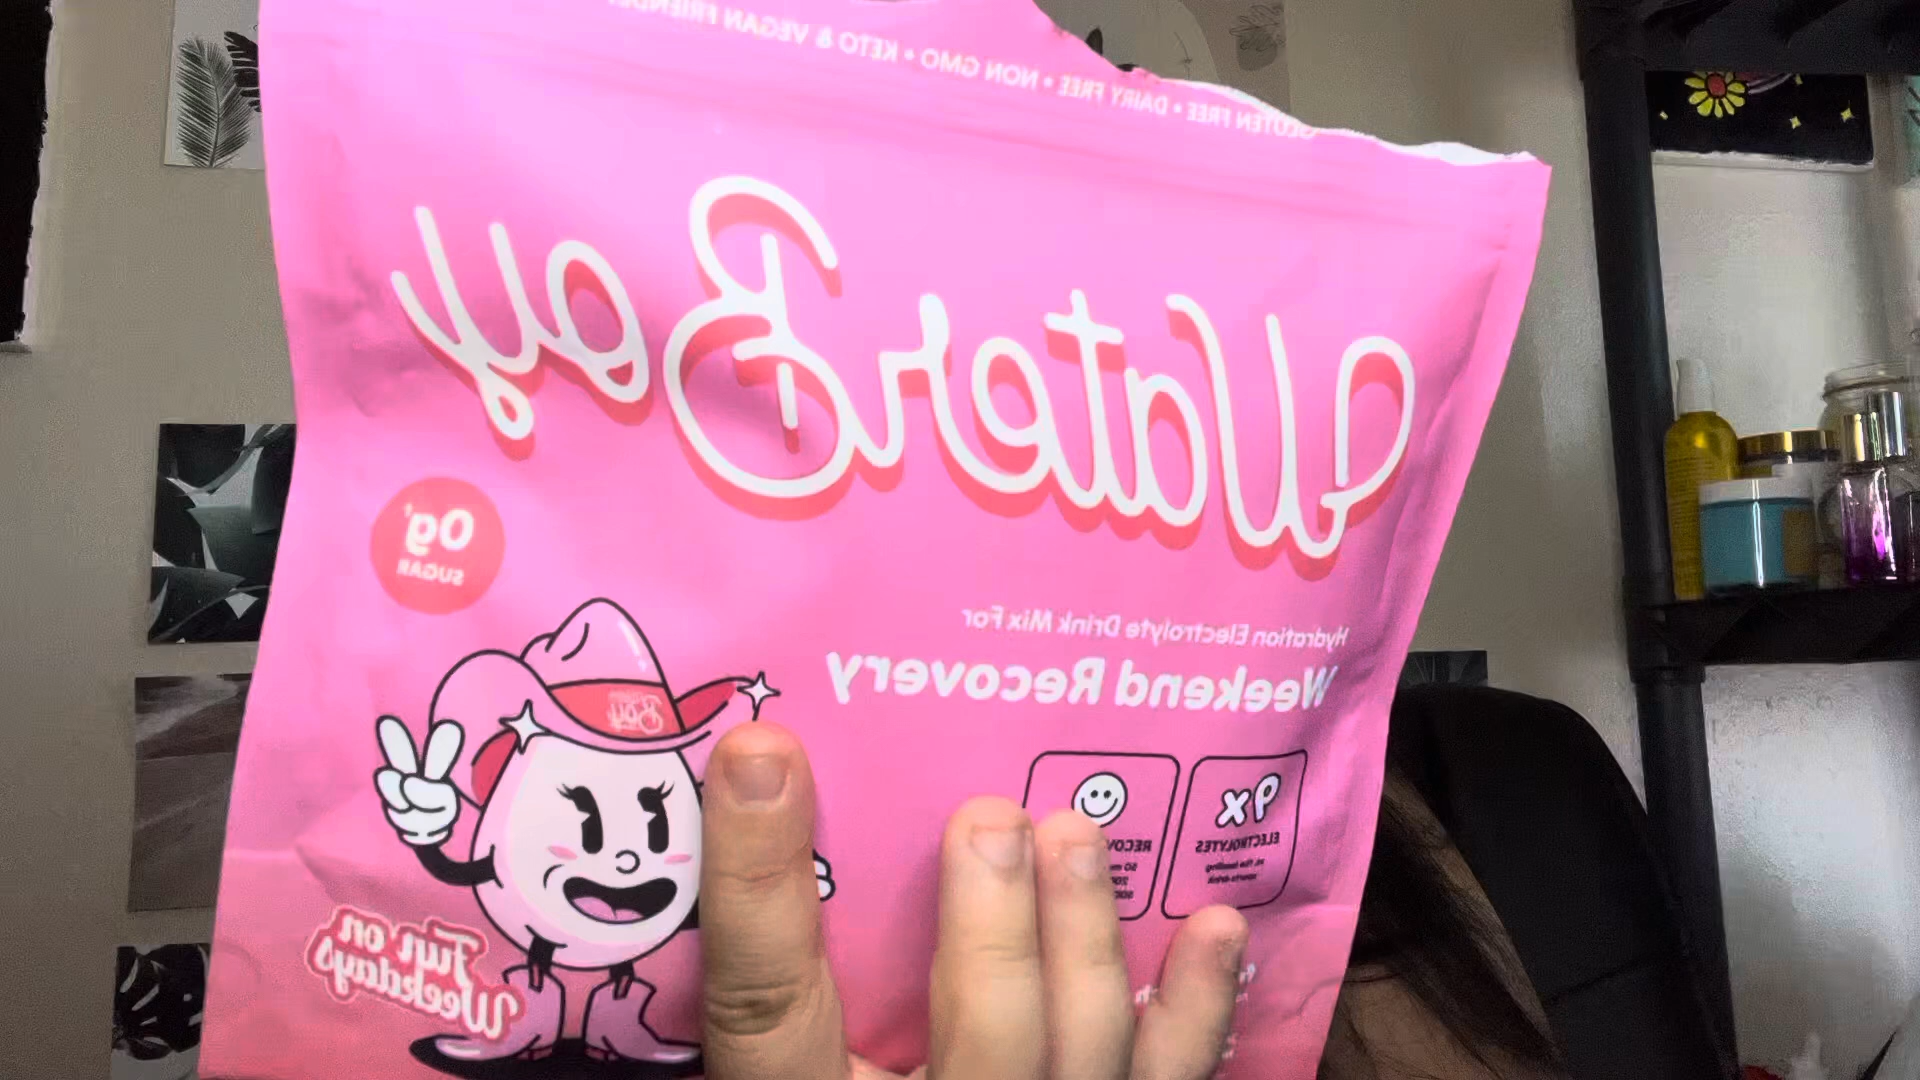 GLUTEN FREE • DAIRY FREE • NON GMO • KETO & VEGAN FRIENDLY
WaterBoy
0g
SUGAR
Hydration Electrolyte Drink Mix For
Weekend Recovery
Boy
9x
ELECTROLYTES
vs. the leading
sports drink
Fun on
Weekdays